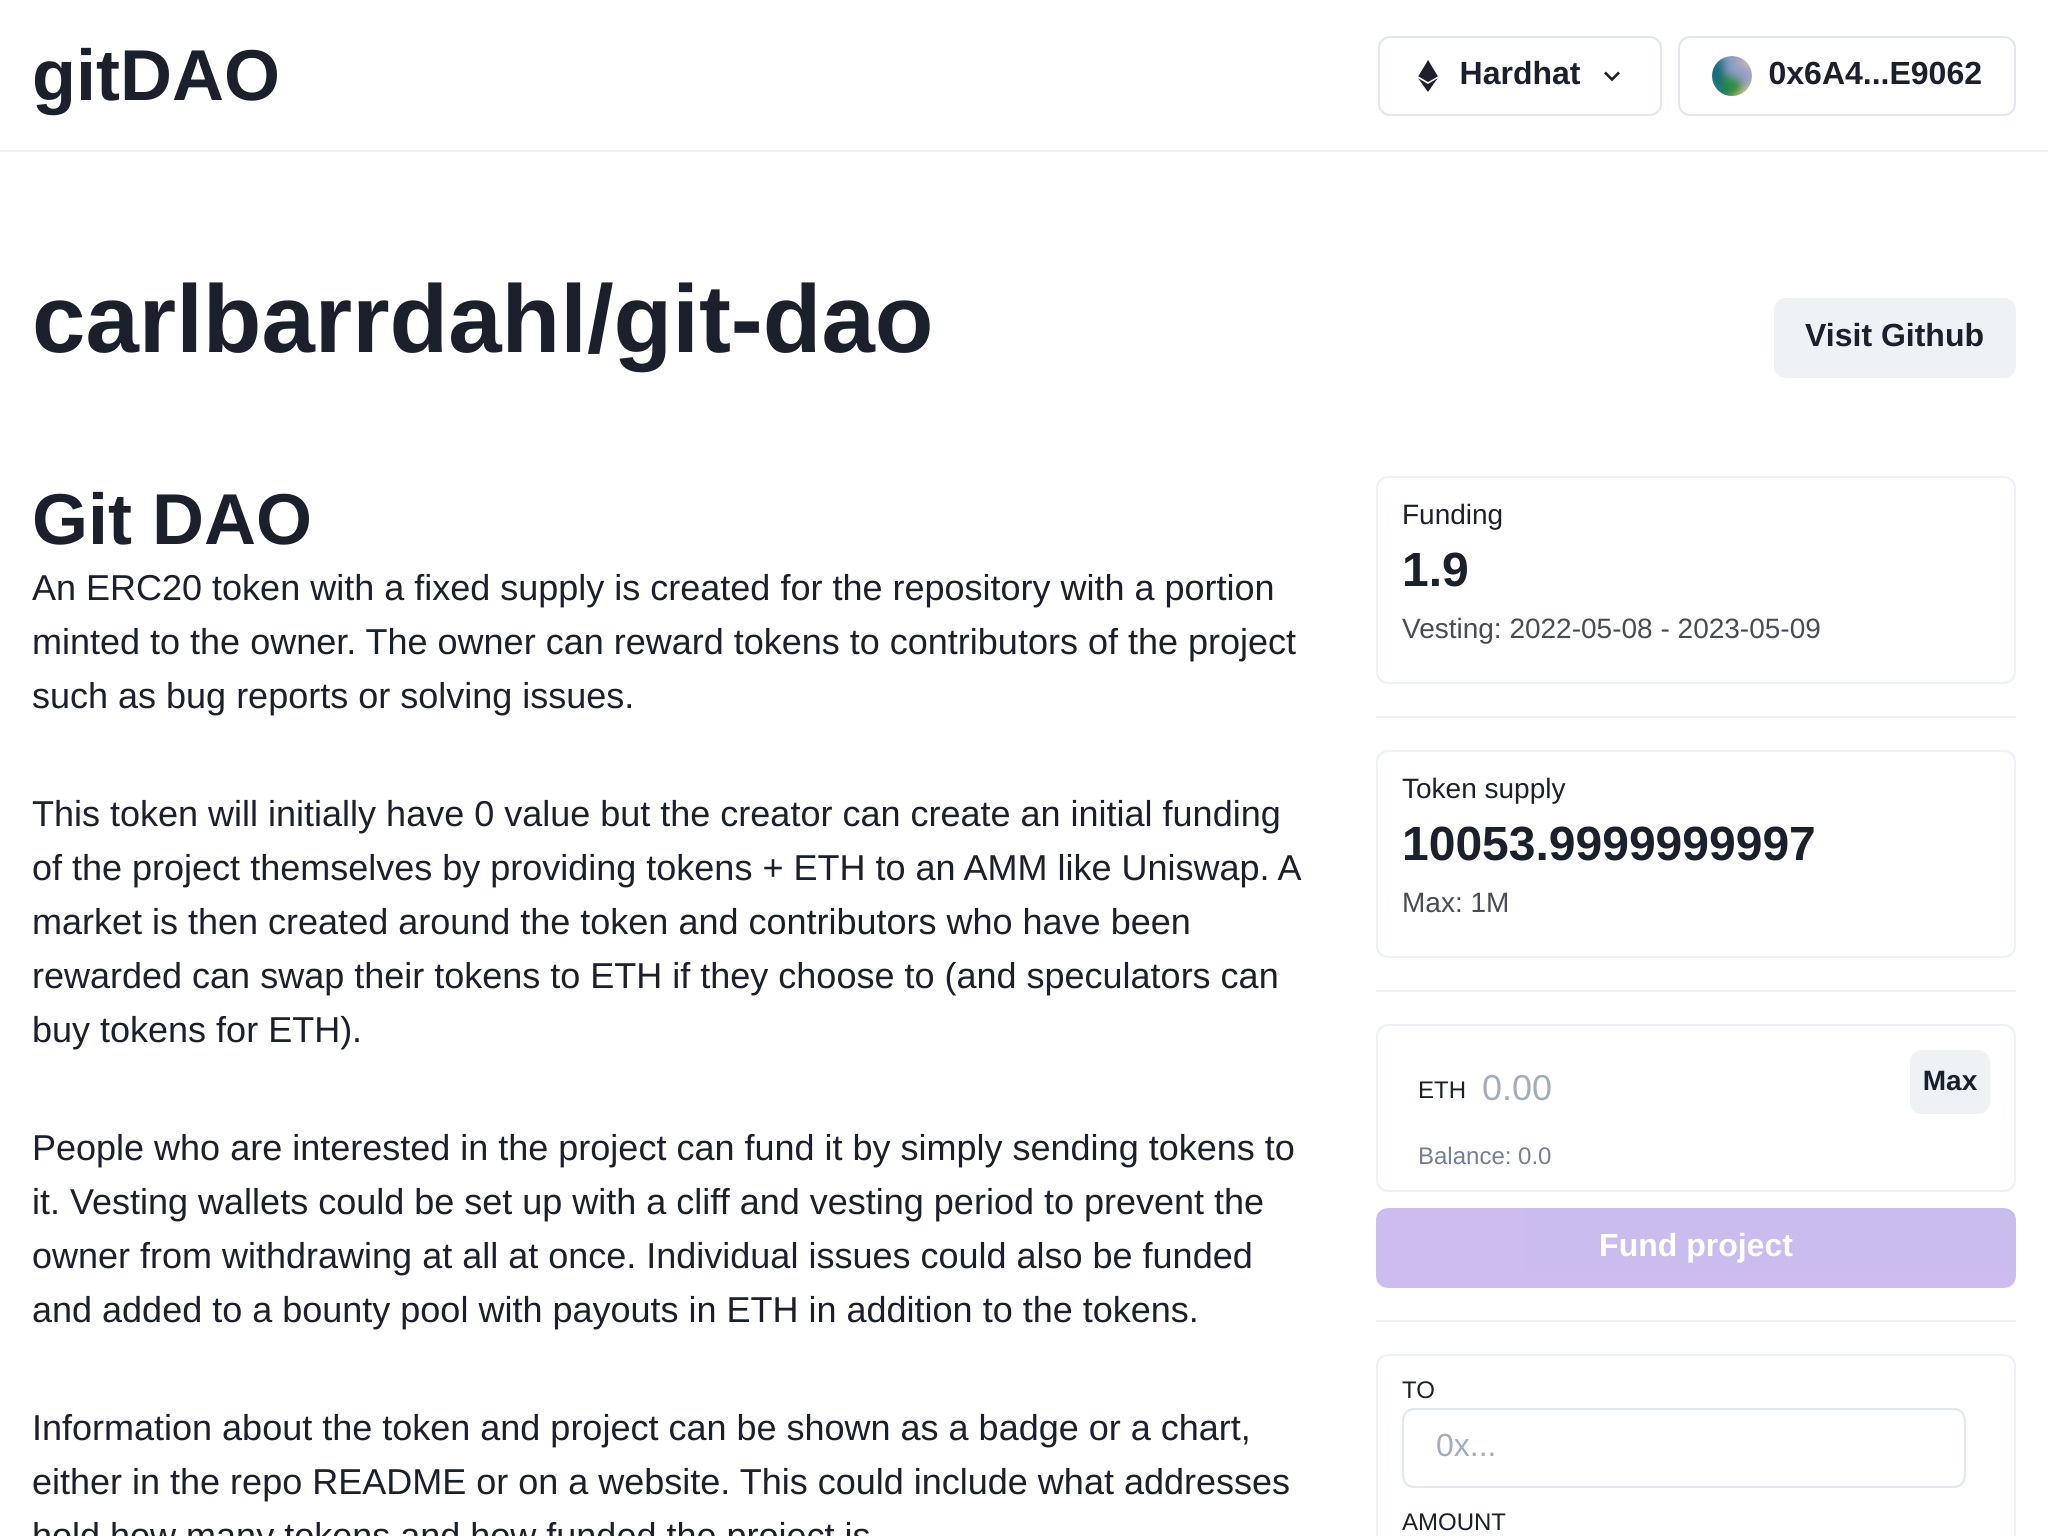 gitDAO
Hardhat
0x6A4...E9062
carlbarrdahl/git-dao
Visit Github
Git DAO
An ERC20 token with a fixed supply is created for the repository with a portion
minted to the owner. The owner can reward tokens to contributors of the project
such as bug reports or solving issues.
This token will initially have 0 value but the creator can create an initial funding
of the project themselves by providing tokens + ETH to an AMM like Uniswap. A
market is then created around the token and contributors who have been
rewarded can swap their tokens to ETH if they choose to (and speculators can
buy tokens for ETH).
People who are interested in the project can fund it by simply sending tokens to
it. Vesting wallets could be set up with a cliff and vesting period to prevent the
owner from withdrawing at all at once. Individual issues could also be funded
and added to a bounty pool with payouts in ETH in addition to the tokens.
Information about the token and project can be shown as a badge or a chart,
either in the repo README or on a website. This could include what addresses
hold how many tokens and how funded the project is.
Funding
1.9
Vesting: 2022-05-08 - 2023-05-09
Token supply
10053.9999999997
Max: 1M
ETH 0.00
Max
Balance: 0.0
Fund project
TO
0x...
AMOUNT